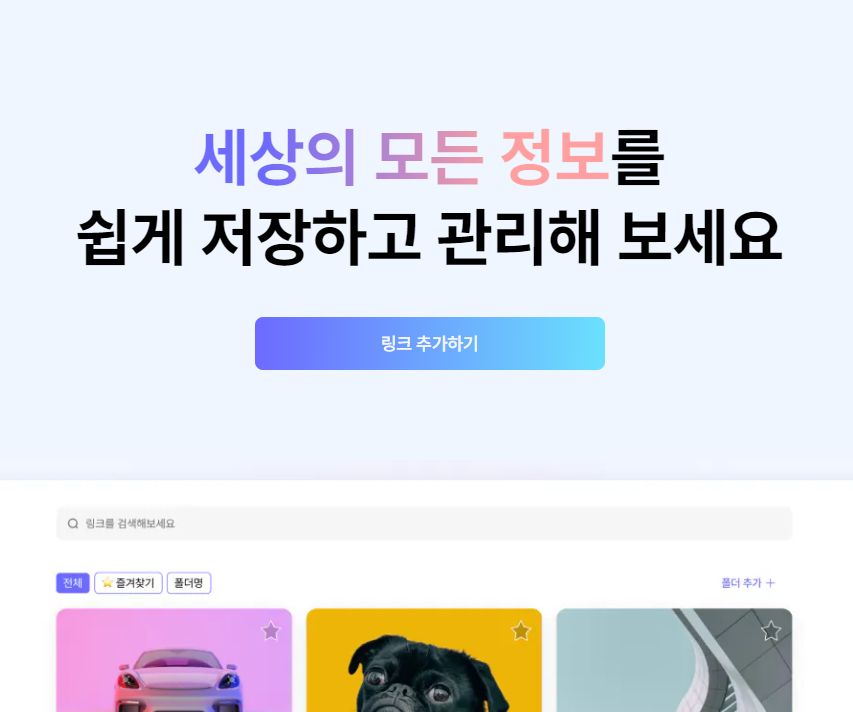 세상의 모든 정보를
쉽게 저장하고 관리해 보세요
링크 추가하기
링크를 검색해보세요
전체 ⭐ 즐겨찾기 폴더명 폴더 추가 +